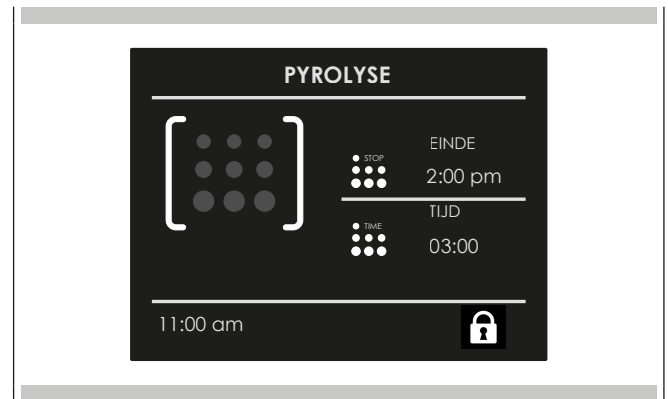 PYROLYSE
STOP
EINDE
2:00 pm
TIME
TIJD
03:00
11:00 am